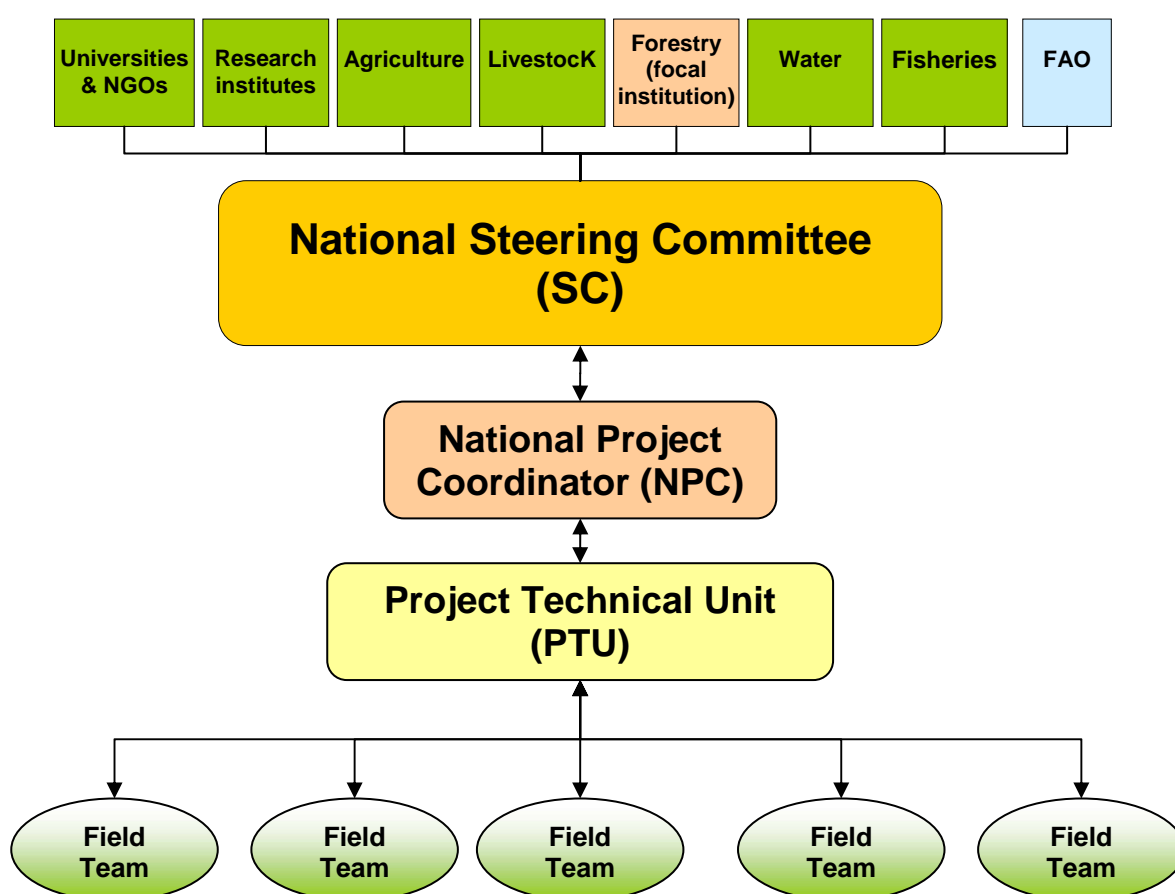 Universities
& NGOs
Research
institutes
Agriculture
LivestocK
Forestry
(focal
institution)
Water
Fisheries
FAO
National Steering Committee
(SC)
National Project
Coordinator (NPC)
Project Technical Unit
(PTU)
Field
Team
Field
Team
Field
Team
Field
Team
Field
Team